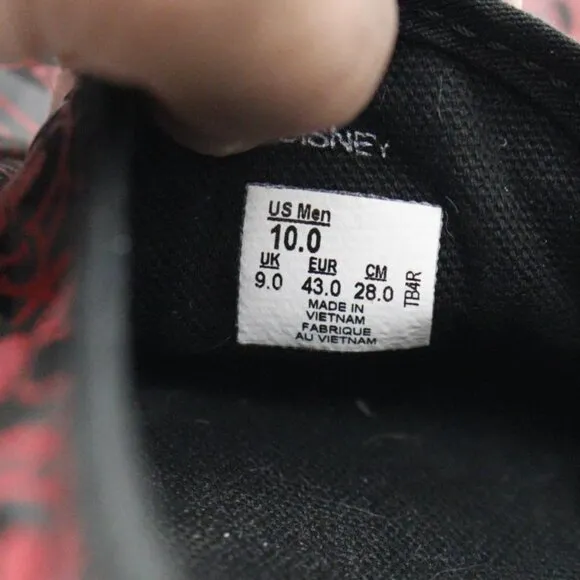 DISNEY
US Men
10.0
UK EUR CM
9.0 43.0 28.0
MADE IN
VIETNAM
FABRIQUE
AU VIETNAM
TB4R